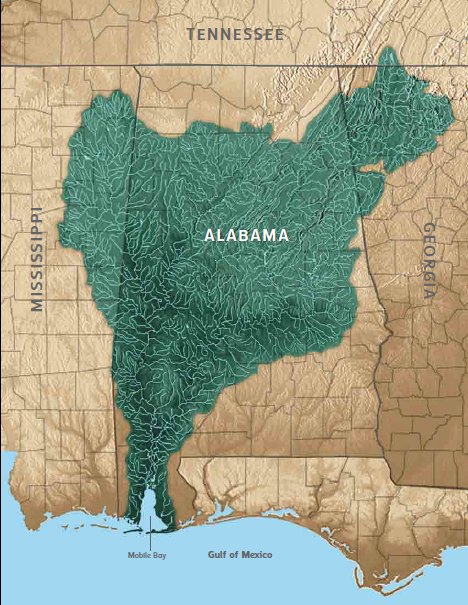 TENNESSEE
MISSISSIPPI
ALABAMA
GEORGIA
Mobile Bay
Gulf of Mexico